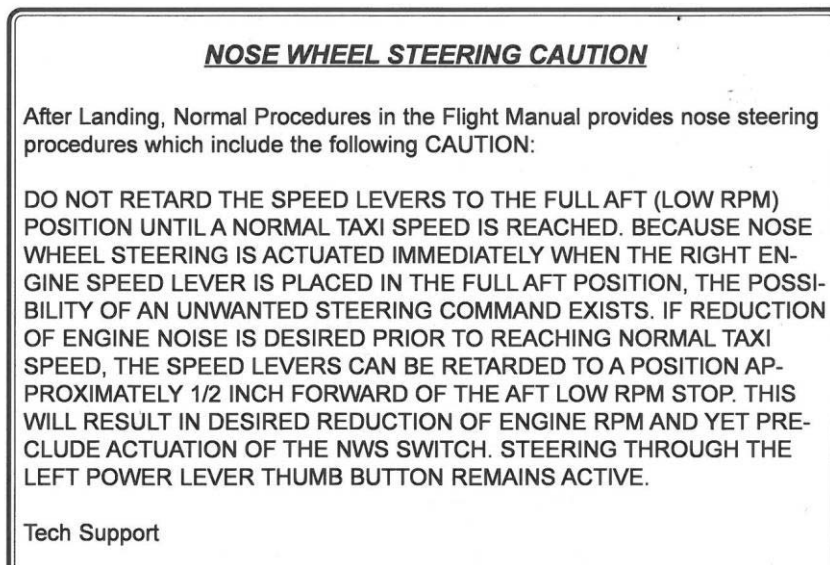 NOSE WHEEL STEERING CAUTION
After Landing, Normal Procedures in the Flight Manual provides nose steering
procedures which include the following CAUTION:
DO NOT RETARD THE SPEED LEVERS TO THE FULL AFT (LOW RPM)
POSITION UNTIL A NORMAL TAXI SPEED IS REACHED. BECAUSE NOSE
WHEEL STEERING IS ACTUATED IMMEDIATELY WHEN THE RIGHT EN-
GINE SPEED LEVER IS PLACED IN THE FULL AFT POSITION, THE POSSI-
BILITY OF AN UNWANTED STEERING COMMAND EXISTS. IF REDUCTION
OF ENGINE NOISE IS DESIRED PRIOR TO REACHING NORMAL TAXI
SPEED, THE SPEED LEVERS CAN BE RETARDED TO A POSITION AP-
PROXIMATELY 1/2 INCH FORWARD OF THE AFT LOW RPM STOP. THIS
WILL RESULT IN DESIRED REDUCTION OF ENGINE RPM AND YET PRE-
CLUDE ACTUATION OF THE NWS SWITCH. STEERING THROUGH THE
LEFT POWER LEVER THUMB BUTTON REMAINS ACTIVE.
Tech Support